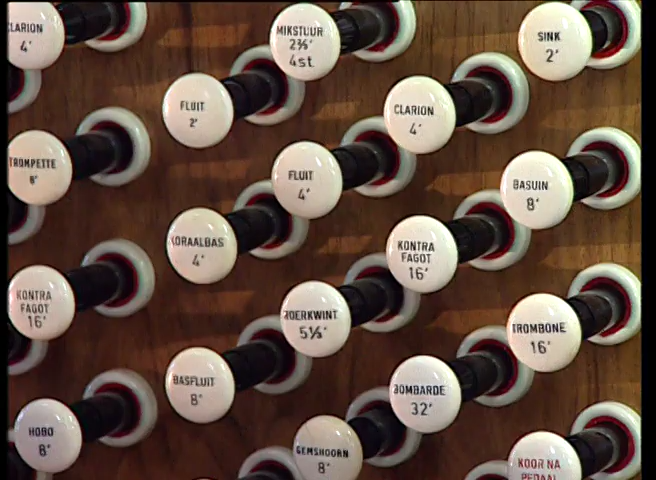 CLARION
4'
MIKSTUUR
2⅔'
4st
SINK
2'
FLUIT
2'
CLARION
4'
TROMPETTE
8'
FLUIT
4'
BASUIN
8'
KORAALBAS
4'
KONTRA
FAGOT
16'
KONTRA
FAGOT
16'
ROERKWINT
5⅓'
TROMBONE
16'
BASFLUIT
8'
BOMBARDE
32'
HOBO
8'
GEMSHOORN
8'
KOOR NA
PEDAAL